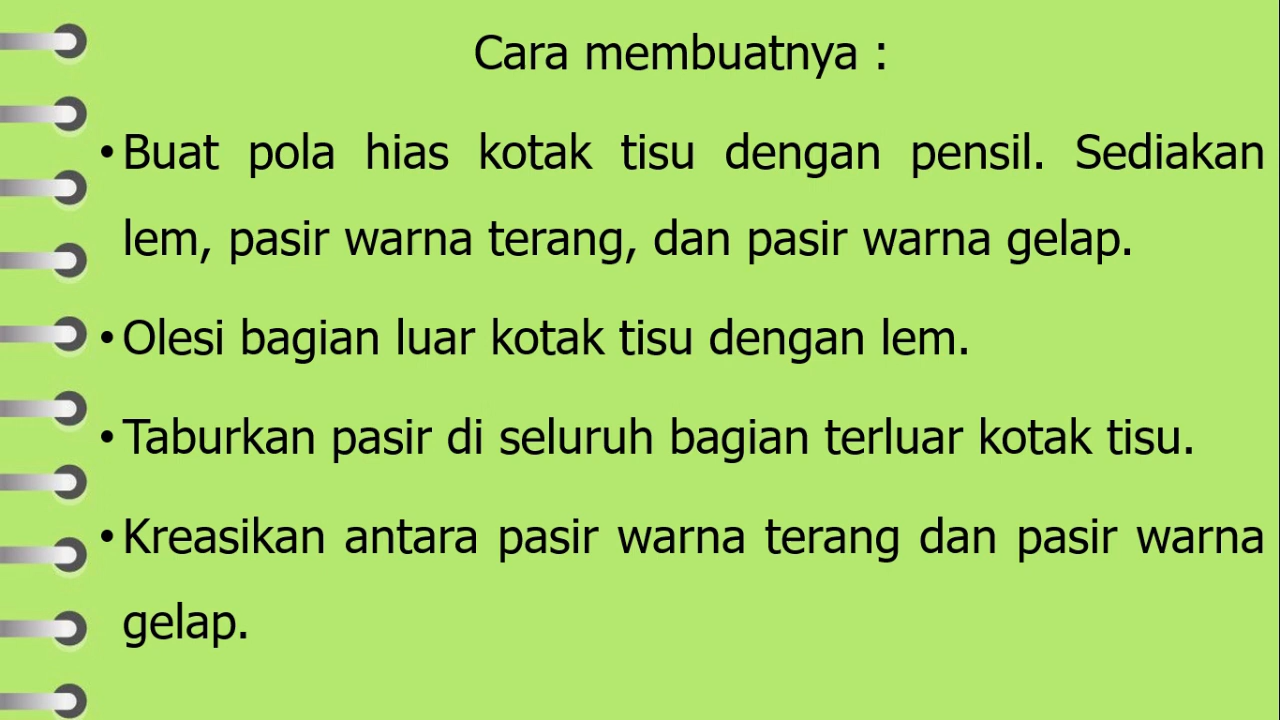 Cara membuatnya :
•Buat pola hias kotak tisu dengan pensil. Sediakan
lem, pasir warna terang, dan pasir warna gelap.
•Olesi bagian luar kotak tisu dengan lem.
•Taburkan pasir di seluruh bagian terluar kotak tisu.
•Kreasikan antara pasir warna terang dan pasir warna
gelap.